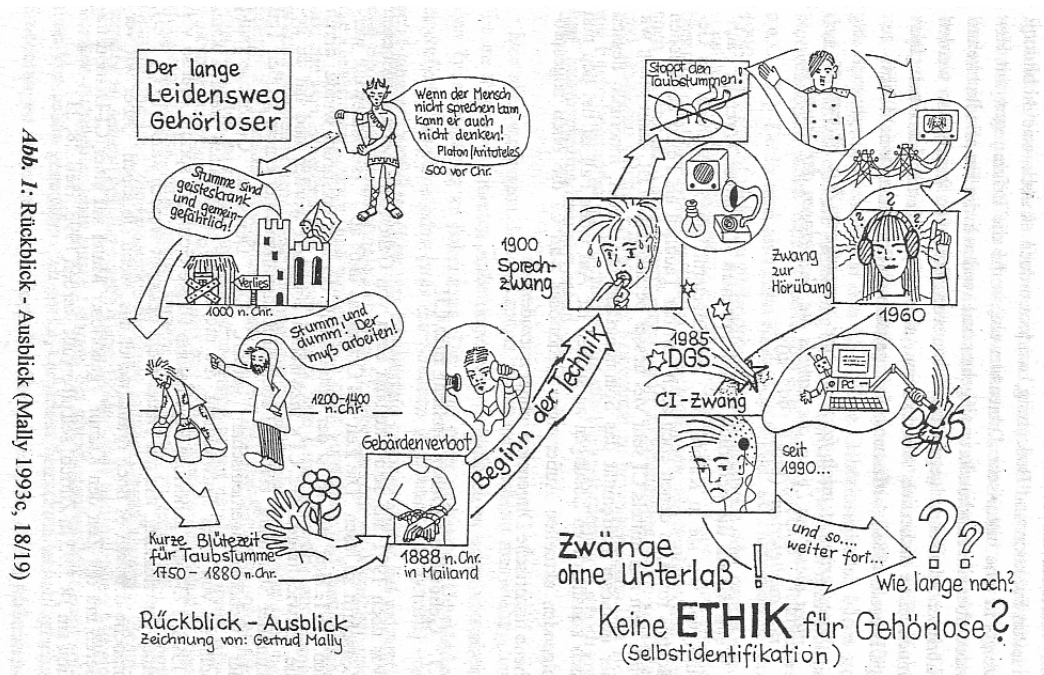 Abb. 1: Rückblick - Ausblick (Mally 1993c, 18/19)
Der lange
Leidensweg
Gehörloser
Wenn der Mensch
nicht sprechen kann,
kann er auch
nicht denken!
Platon/Aristoteles
500 vor Chr.
Stumme sind
geisteskrank
und gemein-
gefährlich!
Verlies
1000 n.Chr.
Stumm und
dumm! Der
muß arbeiten!
1200-1400
n.Chr.
Kurze Blütezeit
für Taubstumme
1750 - 1880 n.Chr.
Gebärdenverbot
1888 n.Chr.
in Mailand
Beginn der Technik
1900
Sprech-
zwang
Stoppt den
Taubstummen!
Zwang
zur
Hörübung
1960
1985
DGS
CI-Zwang
PC
seit
1990...
und so....
weiter fort...
? ?
Wie lange noch?
Zwänge
ohne Unterlaß!
Keine ETHIK für Gehörlose?
(Selbstidentifikation)
Rückblick - Ausblick
Zeichnung von: Gertrud Mally